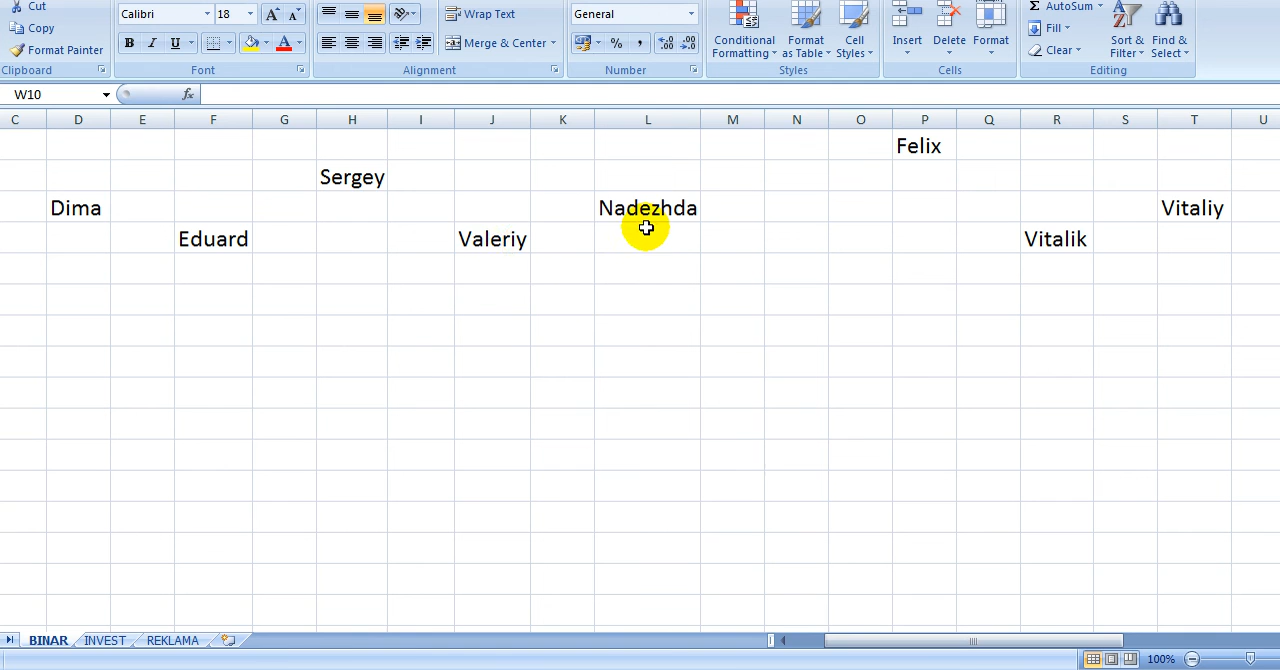 Cut
Copy
Format Painter
Clipboard
Calibri 18
A A
B I U A
Font
Wrap Text
Merge & Center
Alignment
General
% ,
Number
Conditional Formatting
Format as Table
Cell Styles
Styles
Insert
Delete
Format
Cells
Σ AutoSum
Fill
Clear
Sort & Filter
Find & Select
Editing
W10 fx
C D E F G H I J K L M N O P Q R S T U
Felix
Sergey
Dima Nadezhda Vitaliy
Eduard Valeriy Vitalik
BINAR INVEST REKLAMA
100%